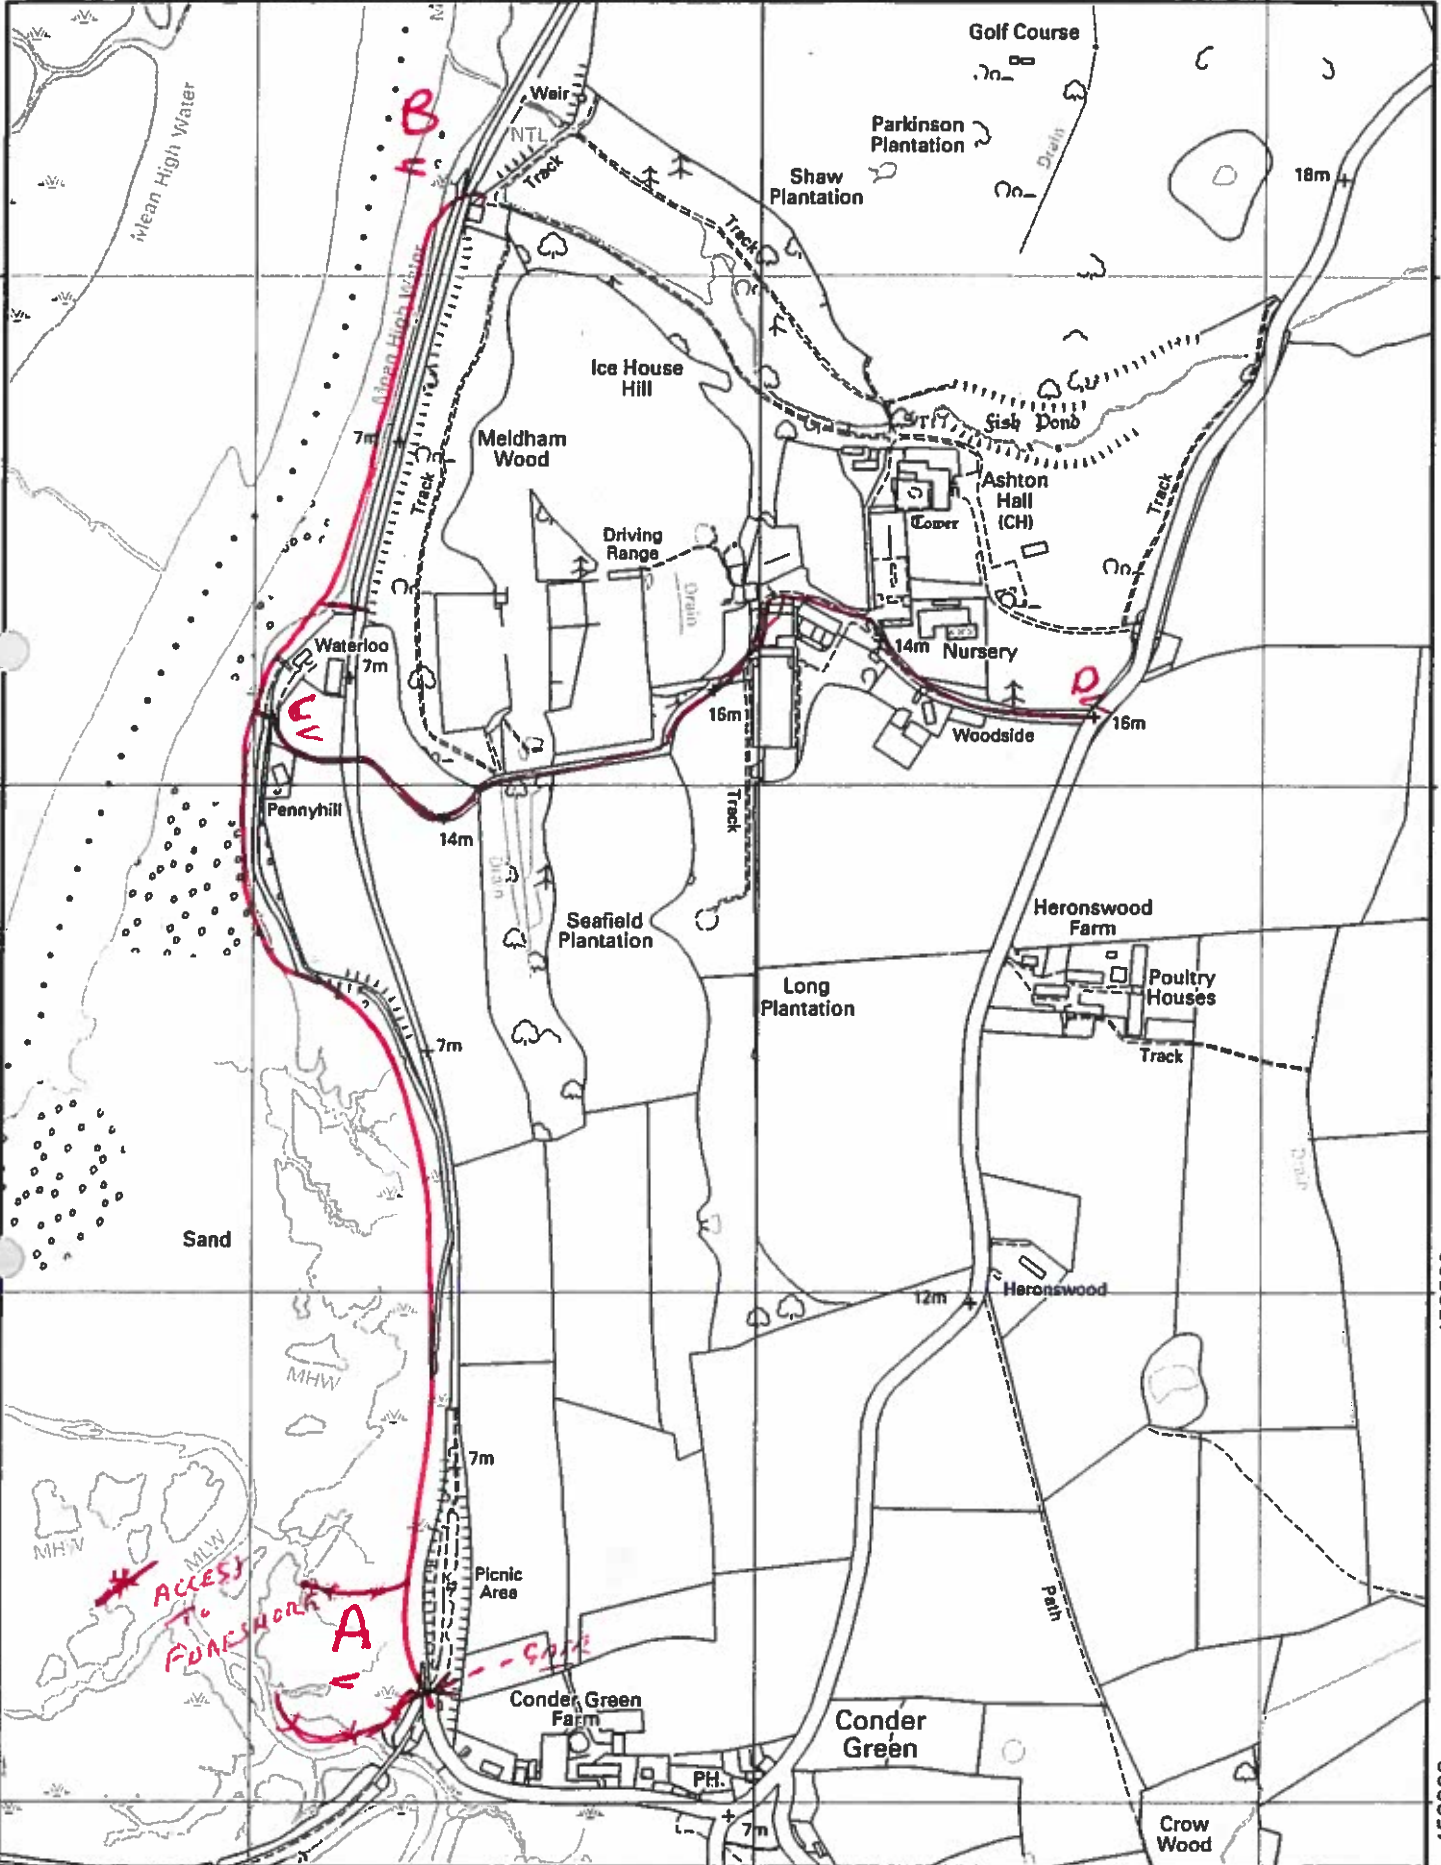 Golf Course
Mean High Water
B
Weir
NTL
Track
Parkinson
Plantation
Drain
Shaw
Plantation
18m
Track
Mean High Water
Ice House
Hill
Fish Pond
7m
Meldham
Wood
Track
Ashton
Hall
(CH)
Tower
Track
Driving
Range
Drain
Waterloo
7m
14m
Nursery
C
D
16m
16m
Woodside
Pennyhill
Track
14m
Drain
Heronswood
Farm
Seafield
Plantation
Long
Plantation
Poultry
Houses
7m
Track
Drain
Sand
Heronswood
12m
MHW
7m
MHW
MLW
Picnic
Area
ACCESS
TO
FORESHORE
A
Path
GATE
Conder Green
Farm
Conder
Green
PH.
7m
Crow
Wood